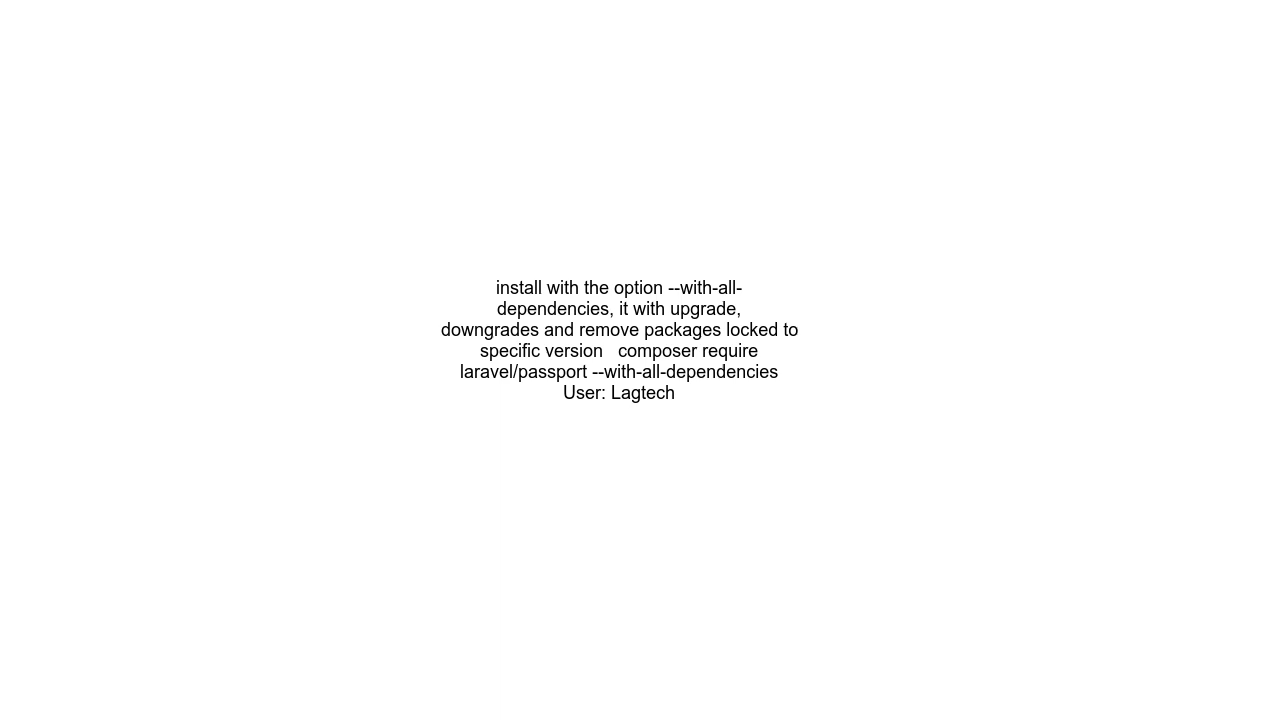 install with the option --with-all-
dependencies, it with upgrade,
downgrades and remove packages locked to
specific version   composer require
laravel/passport --with-all-dependencies
User: Lagtech